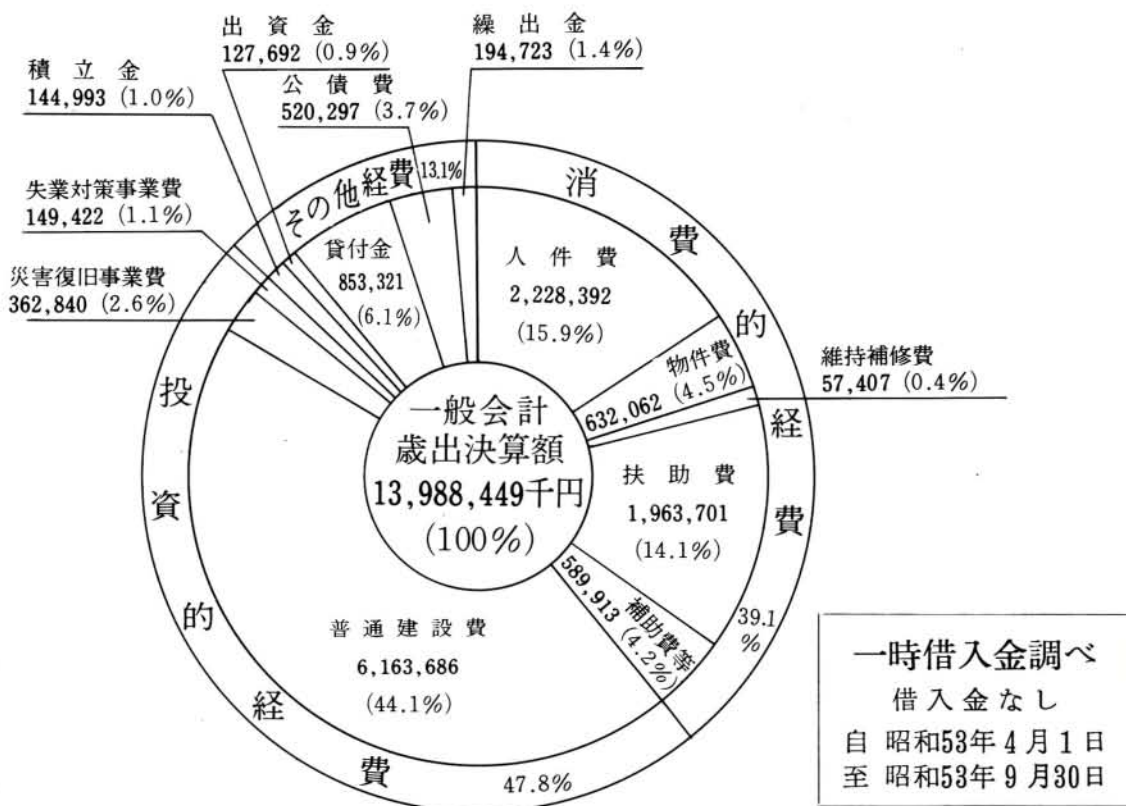 出資金
127,692 (0.9%)
繰出金
194,723 (1.4%)
積立金
144,993 (1.0%)
公債費
520,297 (3.7%)
失業対策事業費
149,422 (1.1%)
災害復旧事業費
362,840 (2.6%)
その他経費 13.1%
貸付金
853,321
(6.1%)
消費的経費
39.1
%
人件費
2,228,392
(15.9%)
物件費
632,062 (4.5%)
維持補修費
57,407 (0.4%)
扶助費
1,963,701
(14.1%)
補助費等
589,913 (4.2%)
一般会計
歳出決算額
13,988,449千円
(100%)
普通建設費
6,163,686
(44.1%)
投資的経費
47.8%
一時借入金調べ
借入金なし
自 昭和53年4月1日
至 昭和53年9月30日